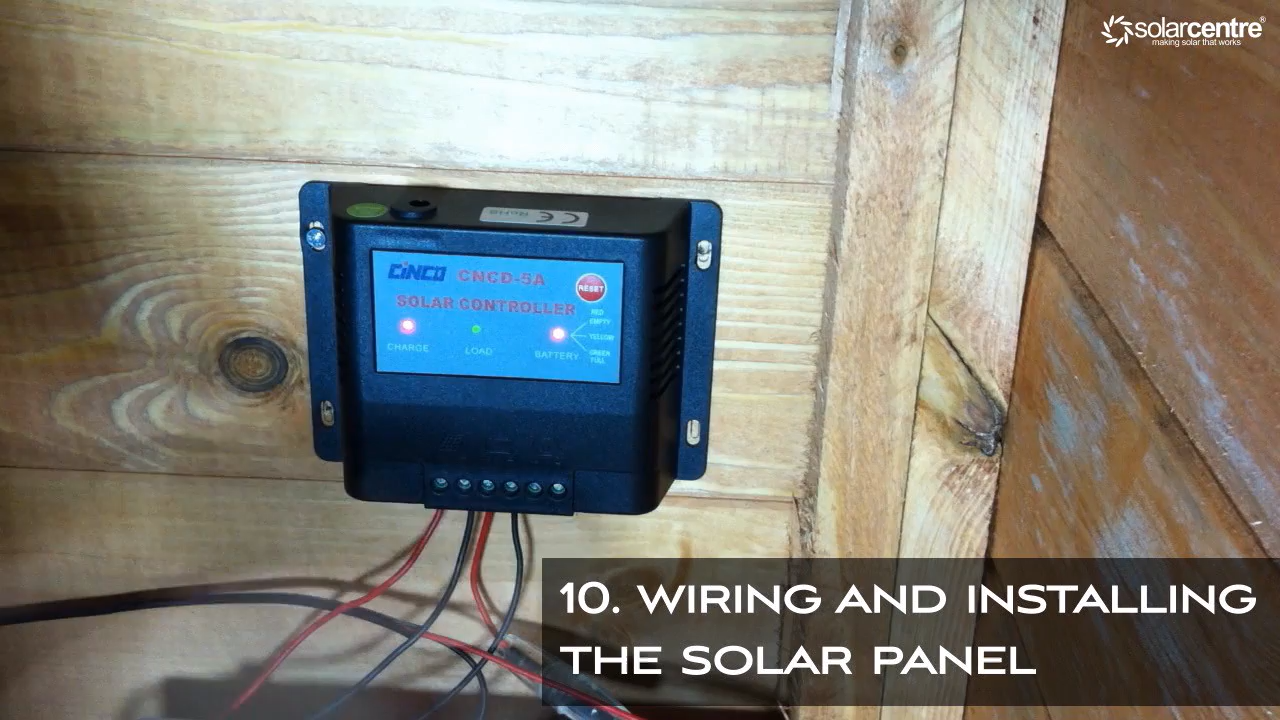 solarcentre®
making solar that works
CE RoHS
CINCO CNCD-5A
RESET
SOLAR CONTROLLER
RED
EMPTY
YELLOW
GREEN
FULL
CHARGE
LOAD
BATTERY
10. WIRING AND INSTALLING
THE SOLAR PANEL